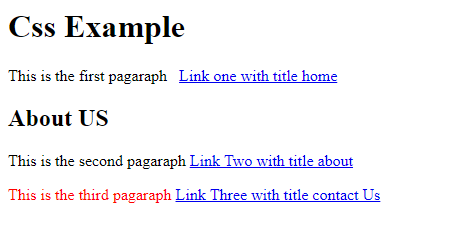 Css Example
This is the first pagaraph Link one with title home
About US
This is the second pagaraph Link Two with title about
This is the third pagaraph Link Three with title contact Us